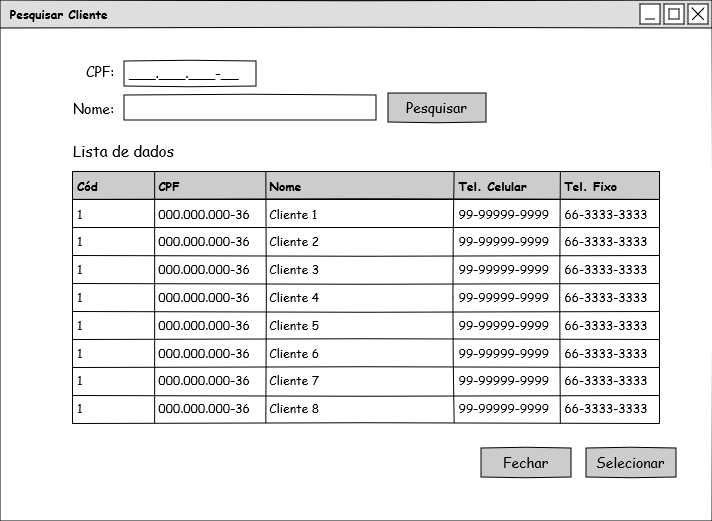 Pesquisar Cliente
CPF: ___.___.___-__
Nome: Pesquisar
Lista de dados
Cód CPF Nome Tel. Celular Tel. Fixo
1 000.000.000-36 Cliente 1 99-99999-9999 66-3333-3333
1 000.000.000-36 Cliente 2 99-99999-9999 66-3333-3333
1 000.000.000-36 Cliente 3 99-99999-9999 66-3333-3333
1 000.000.000-36 Cliente 4 99-99999-9999 66-3333-3333
1 000.000.000-36 Cliente 5 99-99999-9999 66-3333-3333
1 000.000.000-36 Cliente 6 99-99999-9999 66-3333-3333
1 000.000.000-36 Cliente 7 99-99999-9999 66-3333-3333
1 000.000.000-36 Cliente 8 99-99999-9999 66-3333-3333
Fechar Selecionar